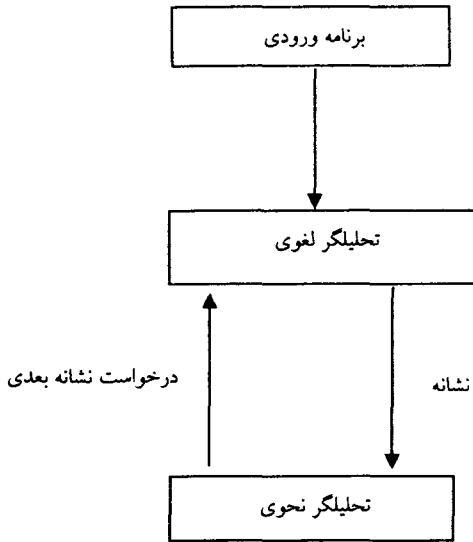 برنامه ورودی
تحلیلگر لغوی
نشانه
درخواست نشانه بعدی
تحلیلگر نحوی